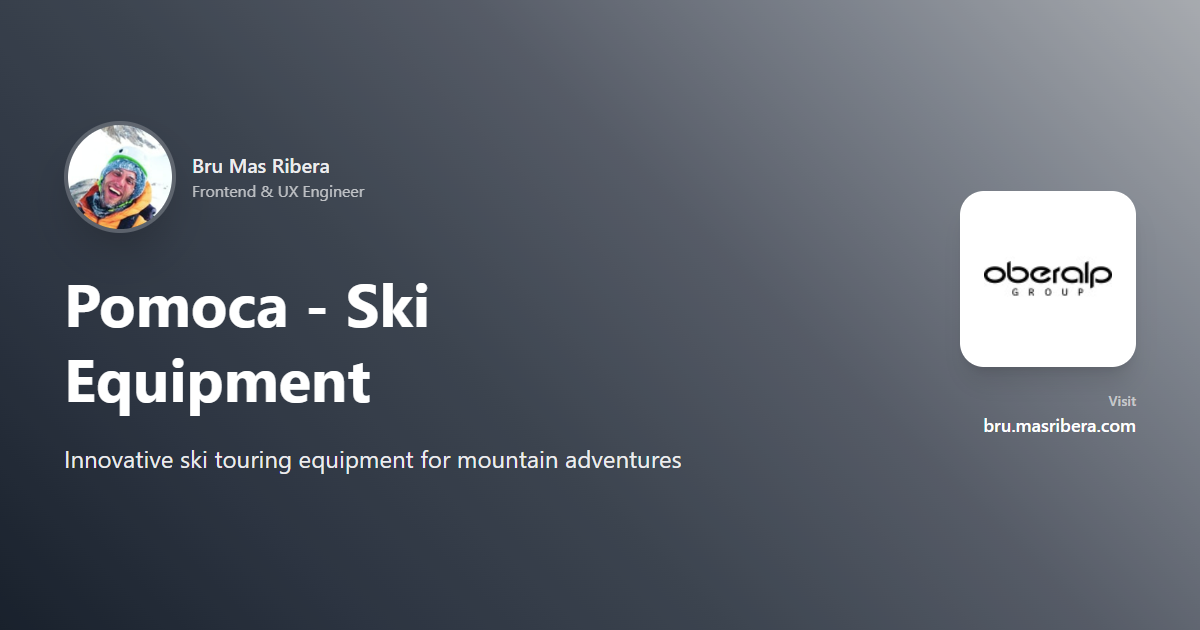 Bru Mas Ribera
Frontend & UX Engineer
Pomoca - Ski
Equipment
Innovative ski touring equipment for mountain adventures
oberalp
GROUP
Visit
bru.masribera.com